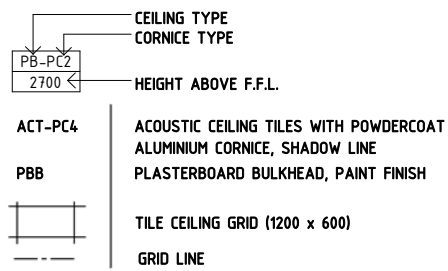 CEILING TYPE
CORNICE TYPE
PB-PC2
2700
HEIGHT ABOVE F.F.L.
ACT-PC4 ACOUSTIC CEILING TILES WITH POWDERCOAT
ALUMINIUM CORNICE, SHADOW LINE
PBB PLASTERBOARD BULKHEAD, PAINT FINISH
TILE CEILING GRID (1200 x 600)
GRID LINE